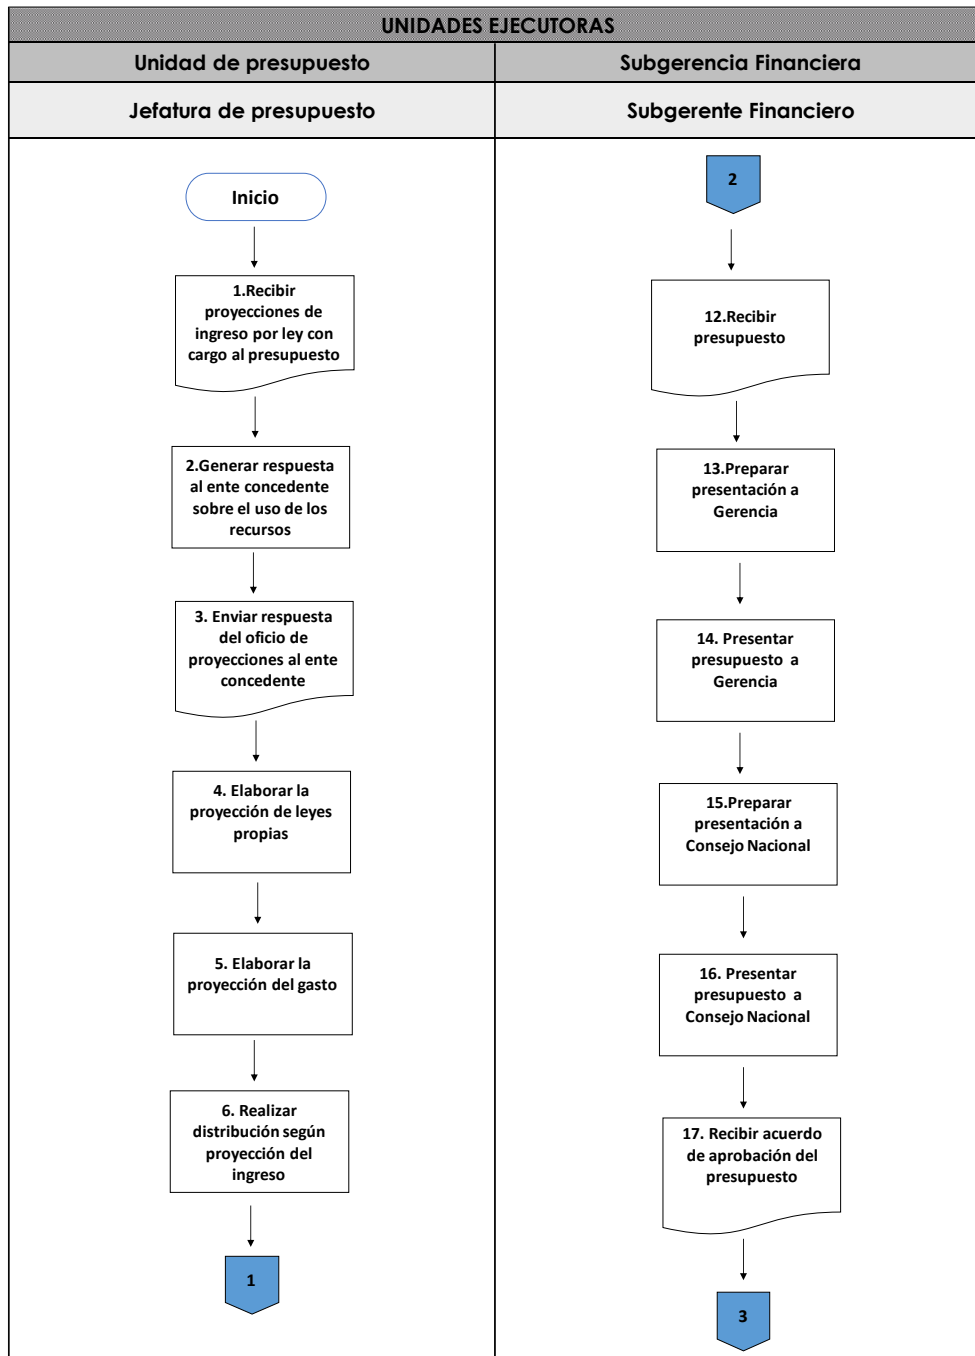 UNIDADES EJECUTORAS
Unidad de presupuesto
Subgerencia Financiera
Jefatura de presupuesto
Subgerente Financiero
Inicio
1.Recibir
proyecciones de
ingreso por ley con
cargo al presupuesto
2.Generar respuesta
al ente concedente
sobre el uso de los
recursos
3. Enviar respuesta
del oficio de
proyecciones al ente
concedente
4. Elaborar la
proyección de leyes
propias
5. Elaborar la
proyección del gasto
6. Realizar
distribución según
proyección del
ingreso
1
2
12.Recibir
presupuesto
13.Preparar
presentación a
Gerencia
14. Presentar
presupuesto a
Gerencia
15.Preparar
presentación a
Consejo Nacional
16. Presentar
presupuesto a
Consejo Nacional
17. Recibir acuerdo
de aprobación del
presupuesto
3